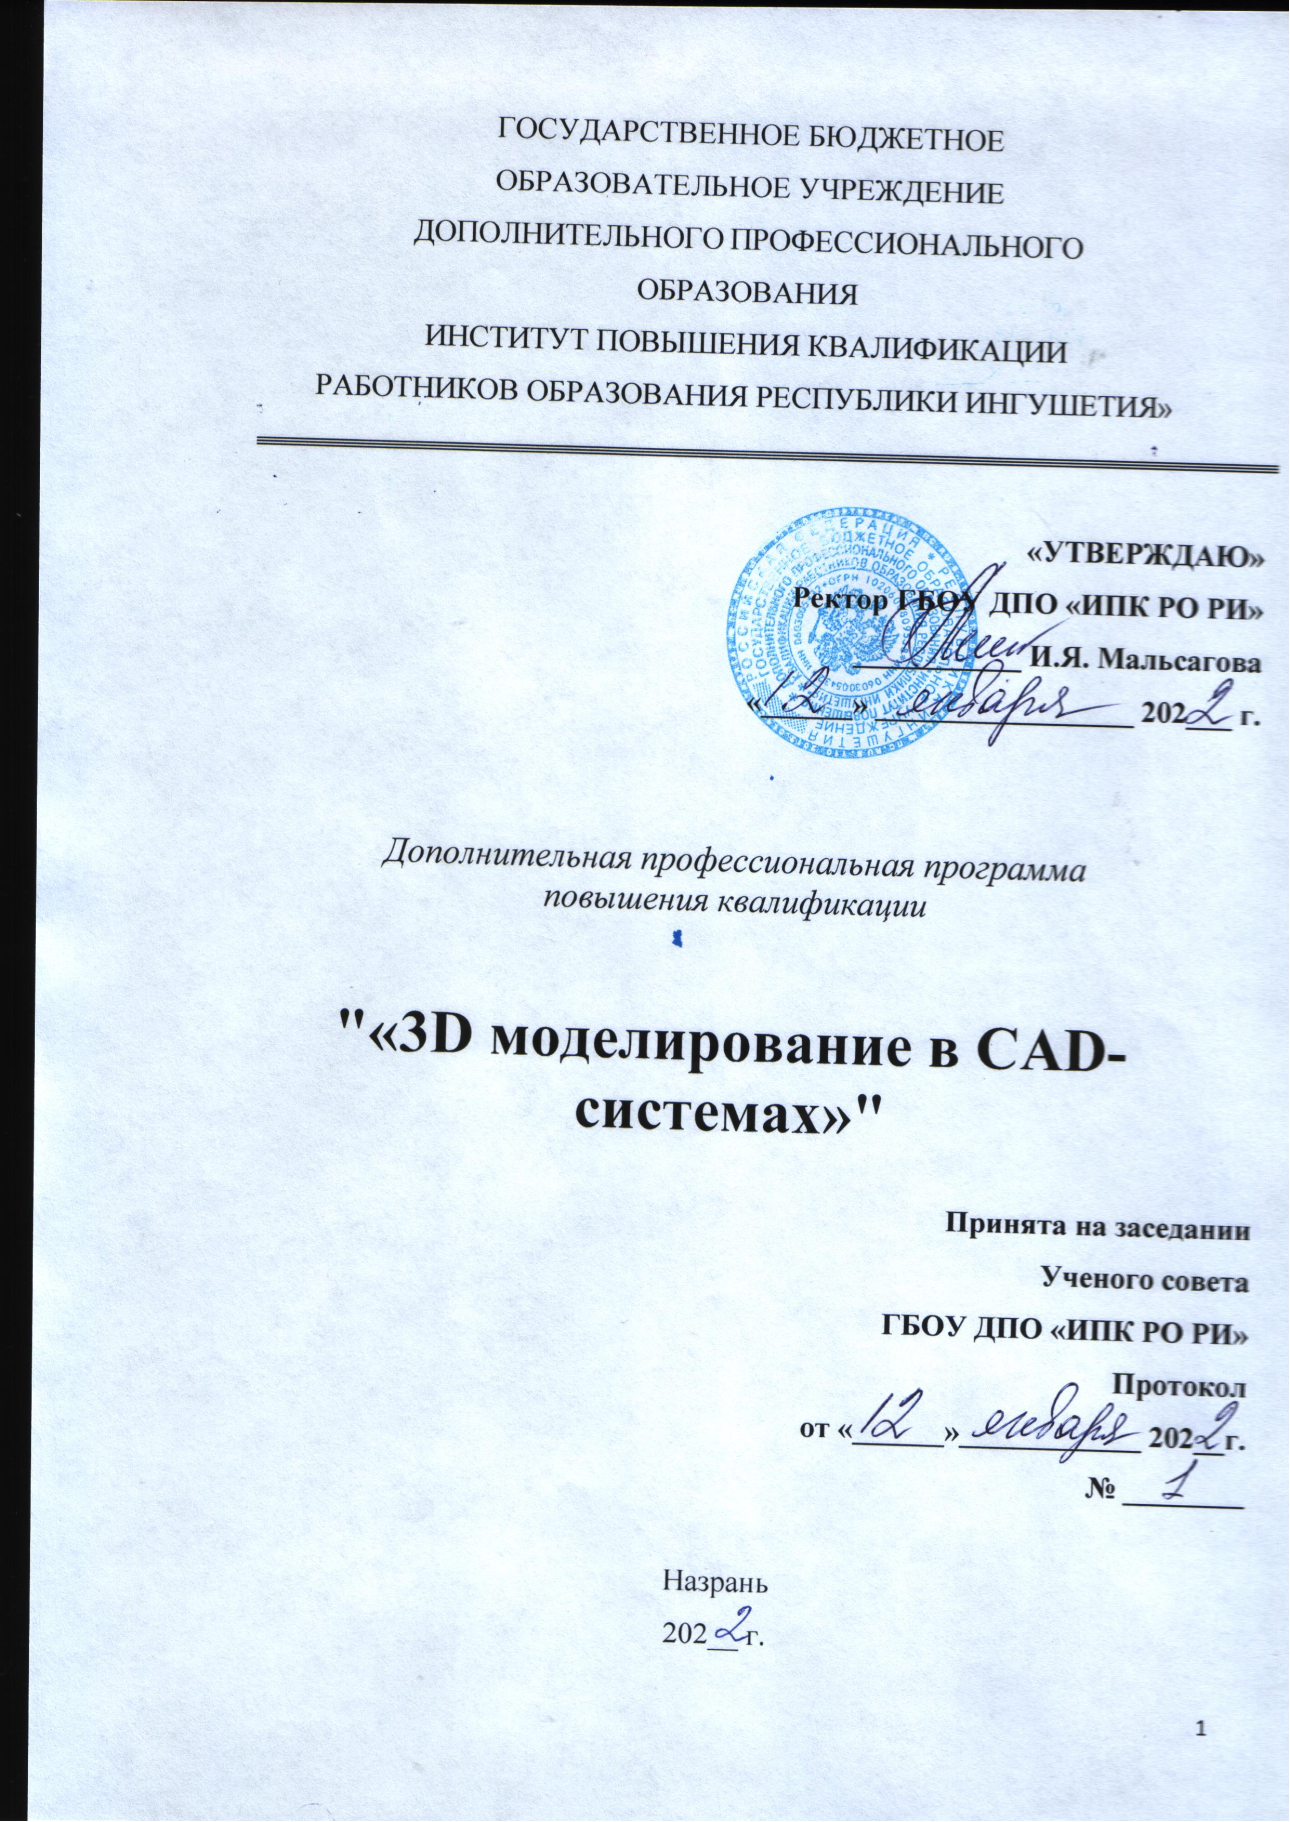 ГОСУДАРСТВЕННОЕ БЮДЖЕТНОЕ
ОБРАЗОВАТЕЛЬНОЕ УЧРЕЖДЕНИЕ
ДОПОЛНИТЕЛЬНОГО ПРОФЕССИОНАЛЬНОГО
ОБРАЗОВАНИЯ
ИНСТИТУТ ПОВЫШЕНИЯ КВАЛИФИКАЦИИ
РАБОТНИКОВ ОБРАЗОВАНИЯ РЕСПУБЛИКИ ИНГУШЕТИЯ»
«УТВЕРЖДАЮ»
Ректор ГБОУ ДПО «ИПК РО РИ»
И.Я. Мальсагова
«12» января 2022 г.
Дополнительная профессиональная программа
повышения квалификации
"«3D моделирование в CAD-
системах»"
Принята на заседании
Ученого совета
ГБОУ ДПО «ИПК РО РИ»
Протокол
от «12» января 2022 г.
№ 1
Назрань
2022 г.
1